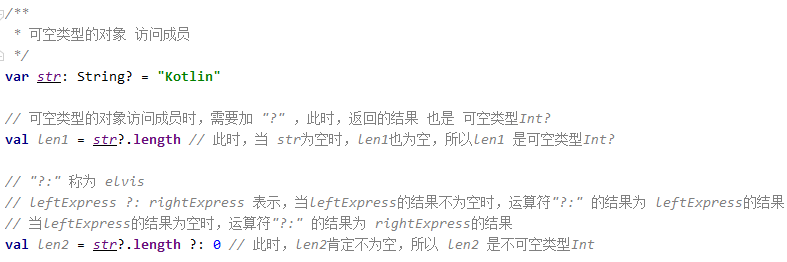 /**
 * 可空类型的对象 访问成员
 */
var str: String? = "Kotlin"
// 可空类型的对象访问成员时，需要加 "?" ，此时，返回的结果 也是 可空类型Int?
val len1 = str?.length // 此时，当 str为空时，len1也为空，所以len1 是可空类型Int?
// "?:" 称为 elvis
// leftExpress ?: rightExpress 表示，当leftExpress的结果不为空时，运算符"?:" 的结果为 leftExpress的结果
// 当leftExpress的结果为空时，运算符"?:" 的结果为 rightExpress的结果
val len2 = str?.length ?: 0 // 此时，len2肯定不为空，所以 len2 是不可空类型Int